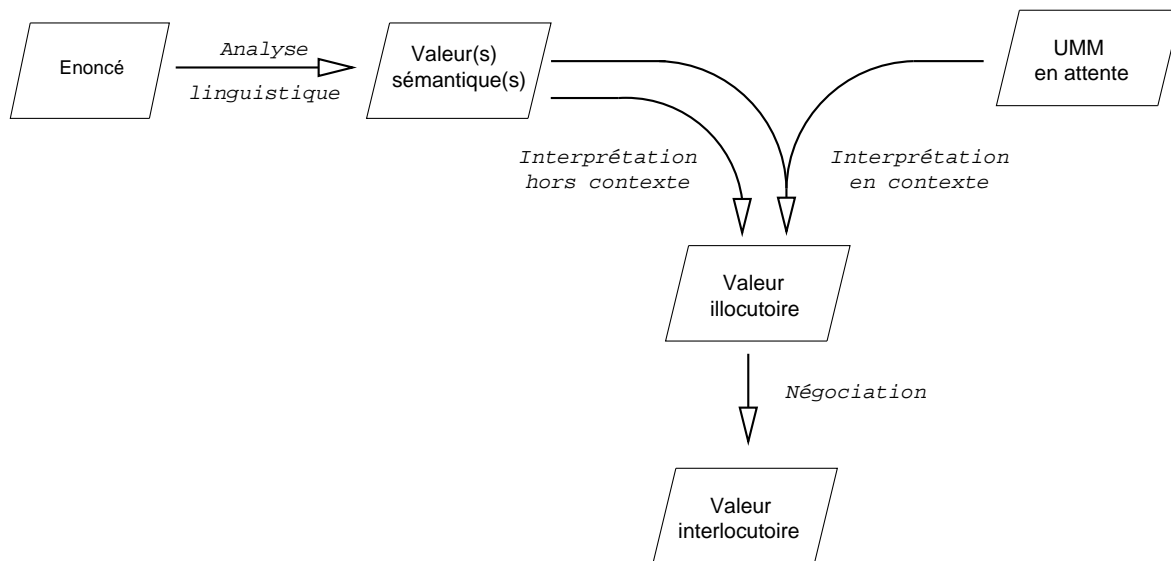 Enoncé
Analyse
linguistique
Valeur(s)
sémantique(s)
UMM
en attente
Interprétation
hors contexte
Interprétation
en contexte
Valeur
illocutoire
Négociation
Valeur
interlocutoire